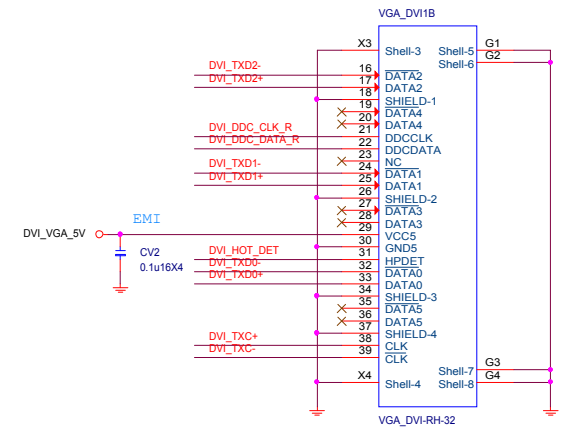 VGA_DVI1B
X3 Shell-3 Shell-5 G1
Shell-6 G2
DVI_TXD2- 16 DATA2
DVI_TXD2+ 17 DATA2
18 SHIELD-1
19 DATA4
20 DATA4
DVI_DDC_CLK_R 21 DDCCLK
DVI_DDC_DATA_R 22 DDCDATA
23 NC
DVI_TXD1- 24 DATA1
DVI_TXD1+ 25 DATA1
26 SHIELD-2
27 DATA3
28 DATA3
EMI
DVI_VGA_5V 29 VCC5
CV2
0.1u16X4
30 GND5
DVI_HOT_DET 31 HPDET
DVI_TXD0- 32 DATA0
DVI_TXD0+ 33 DATA0
34 SHIELD-3
35 DATA5
36 DATA5
37 SHIELD-4
DVI_TXC+ 38 CLK
DVI_TXC- 39 CLK
Shell-7 G3
X4 Shell-4 Shell-8 G4
VGA_DVI-RH-32